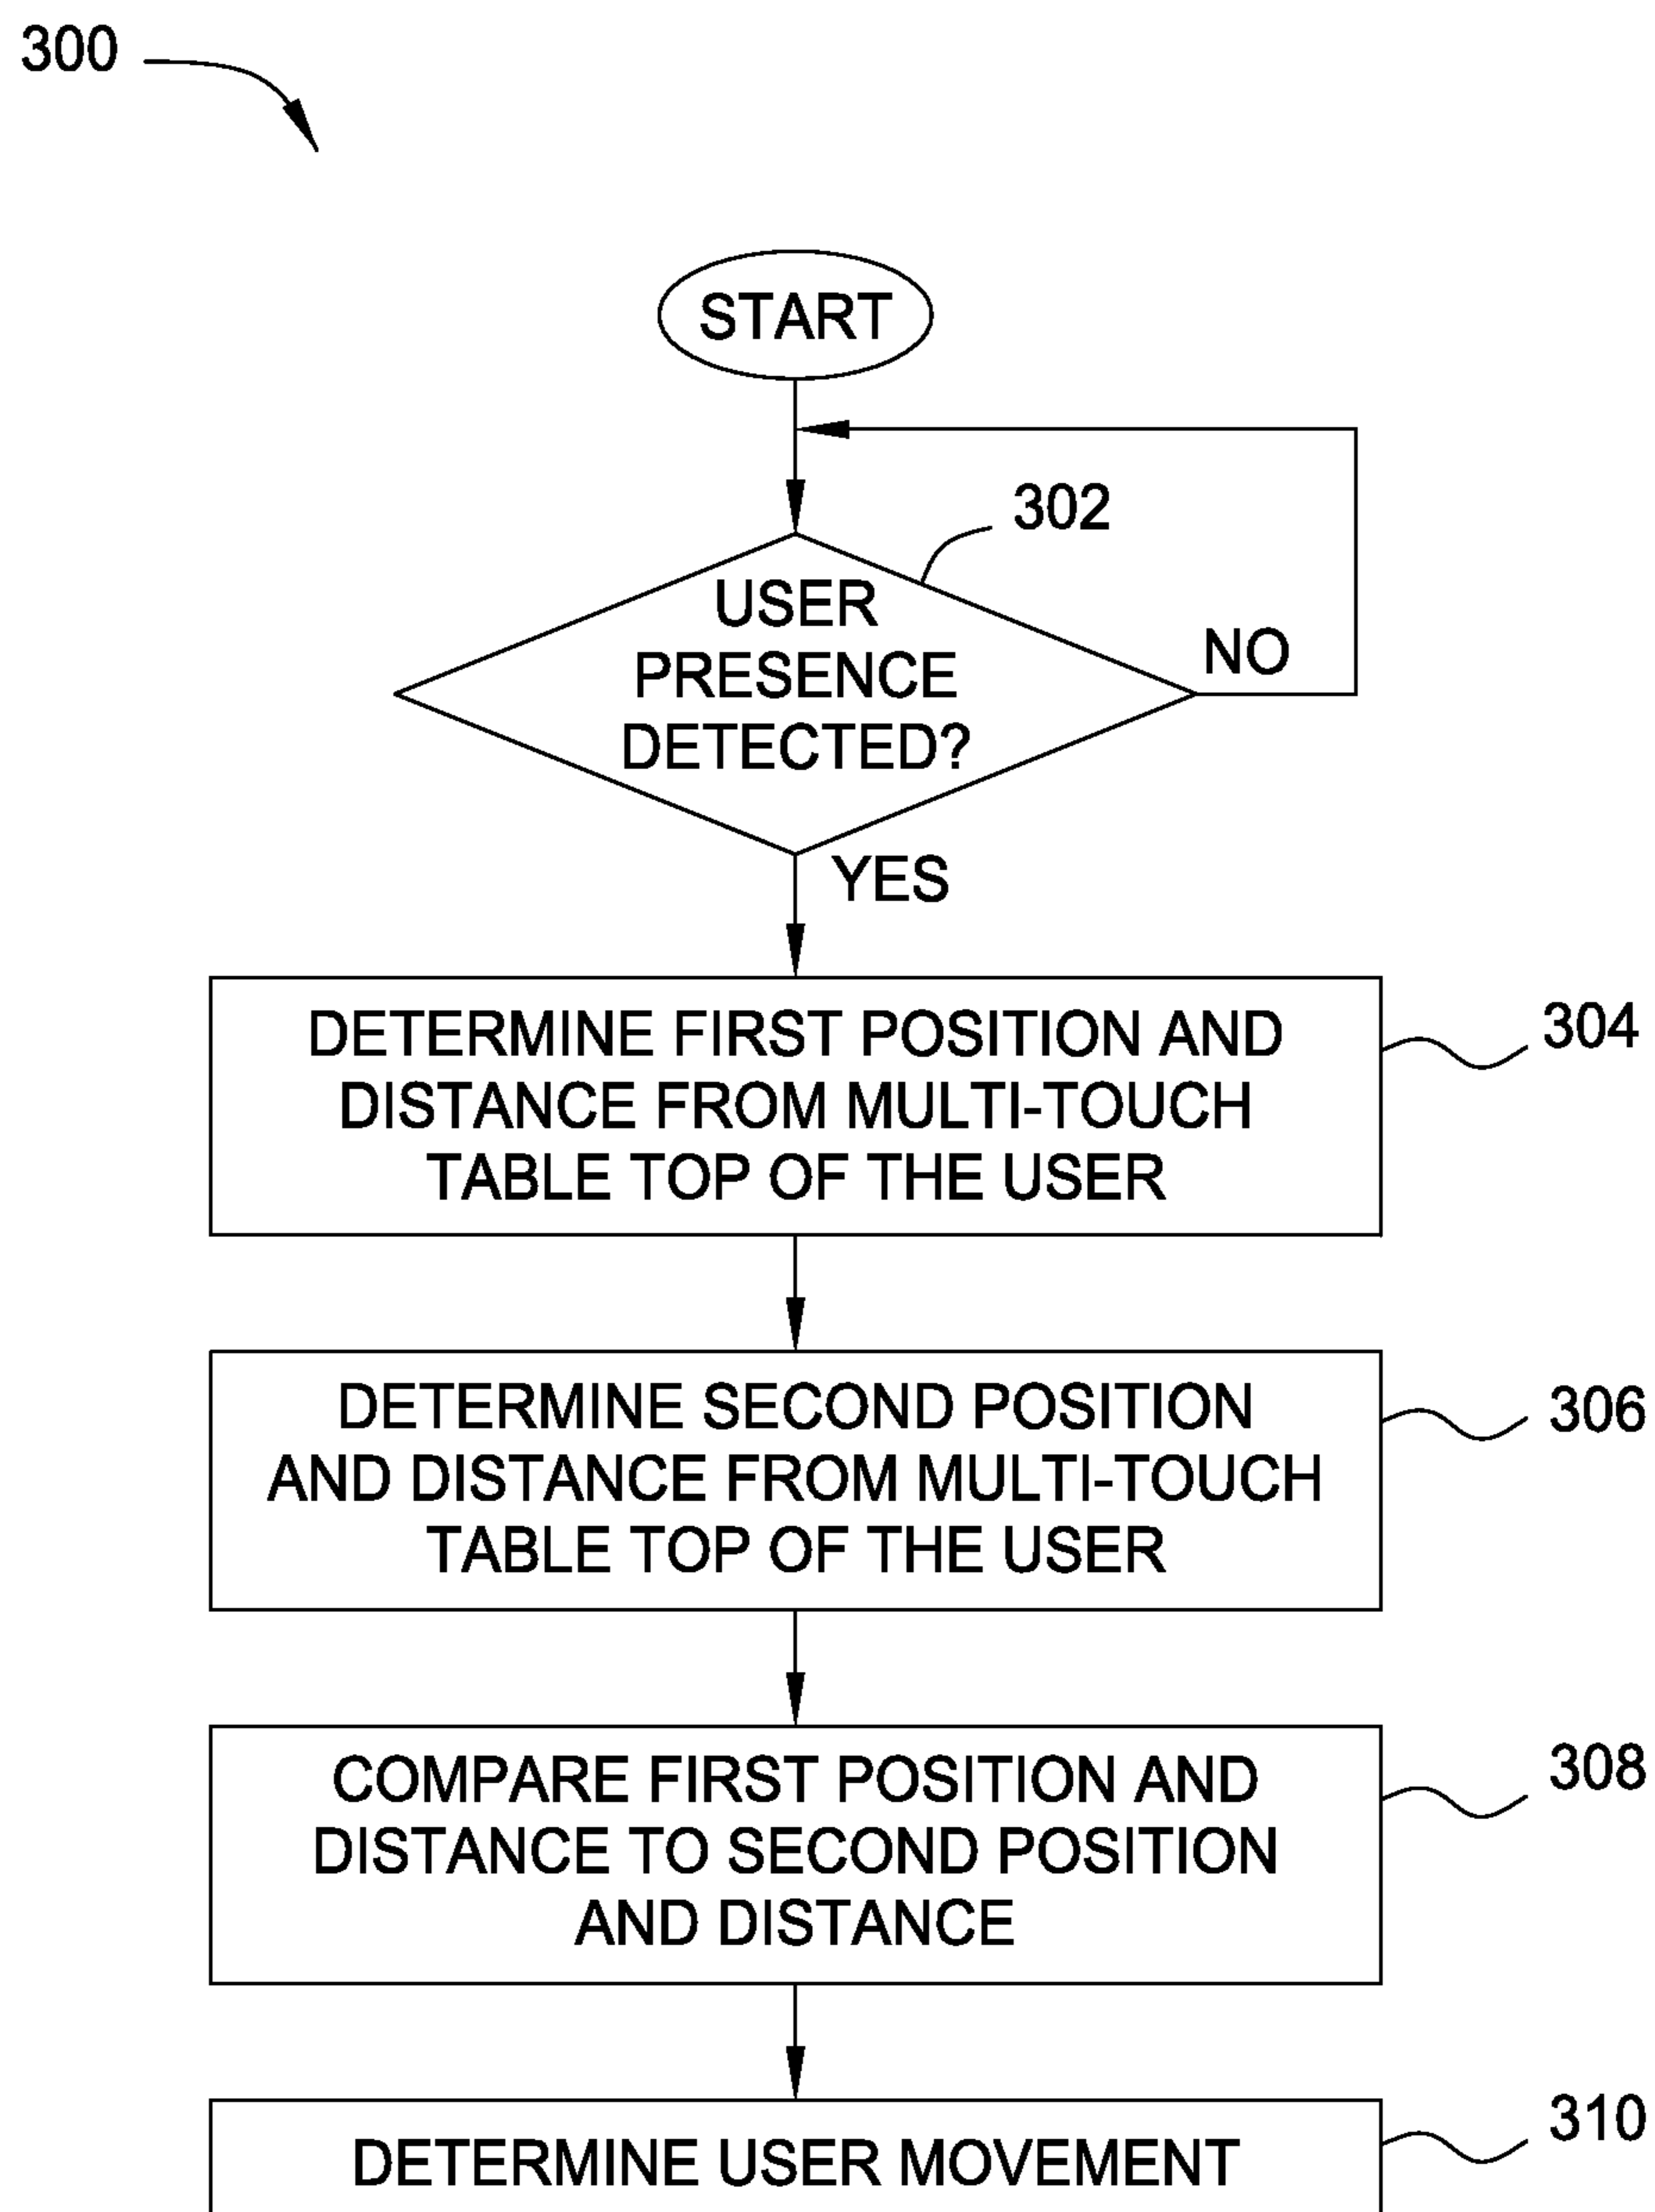 300
START
302
USER
PRESENCE
DETECTED?
NO
YES
DETERMINE FIRST POSITION AND
DISTANCE FROM MULTI-TOUCH
TABLE TOP OF THE USER
304
DETERMINE SECOND POSITION
AND DISTANCE FROM MULTI-TOUCH
TABLE TOP OF THE USER
306
COMPARE FIRST POSITION AND
DISTANCE TO SECOND POSITION
AND DISTANCE
308
DETERMINE USER MOVEMENT
310